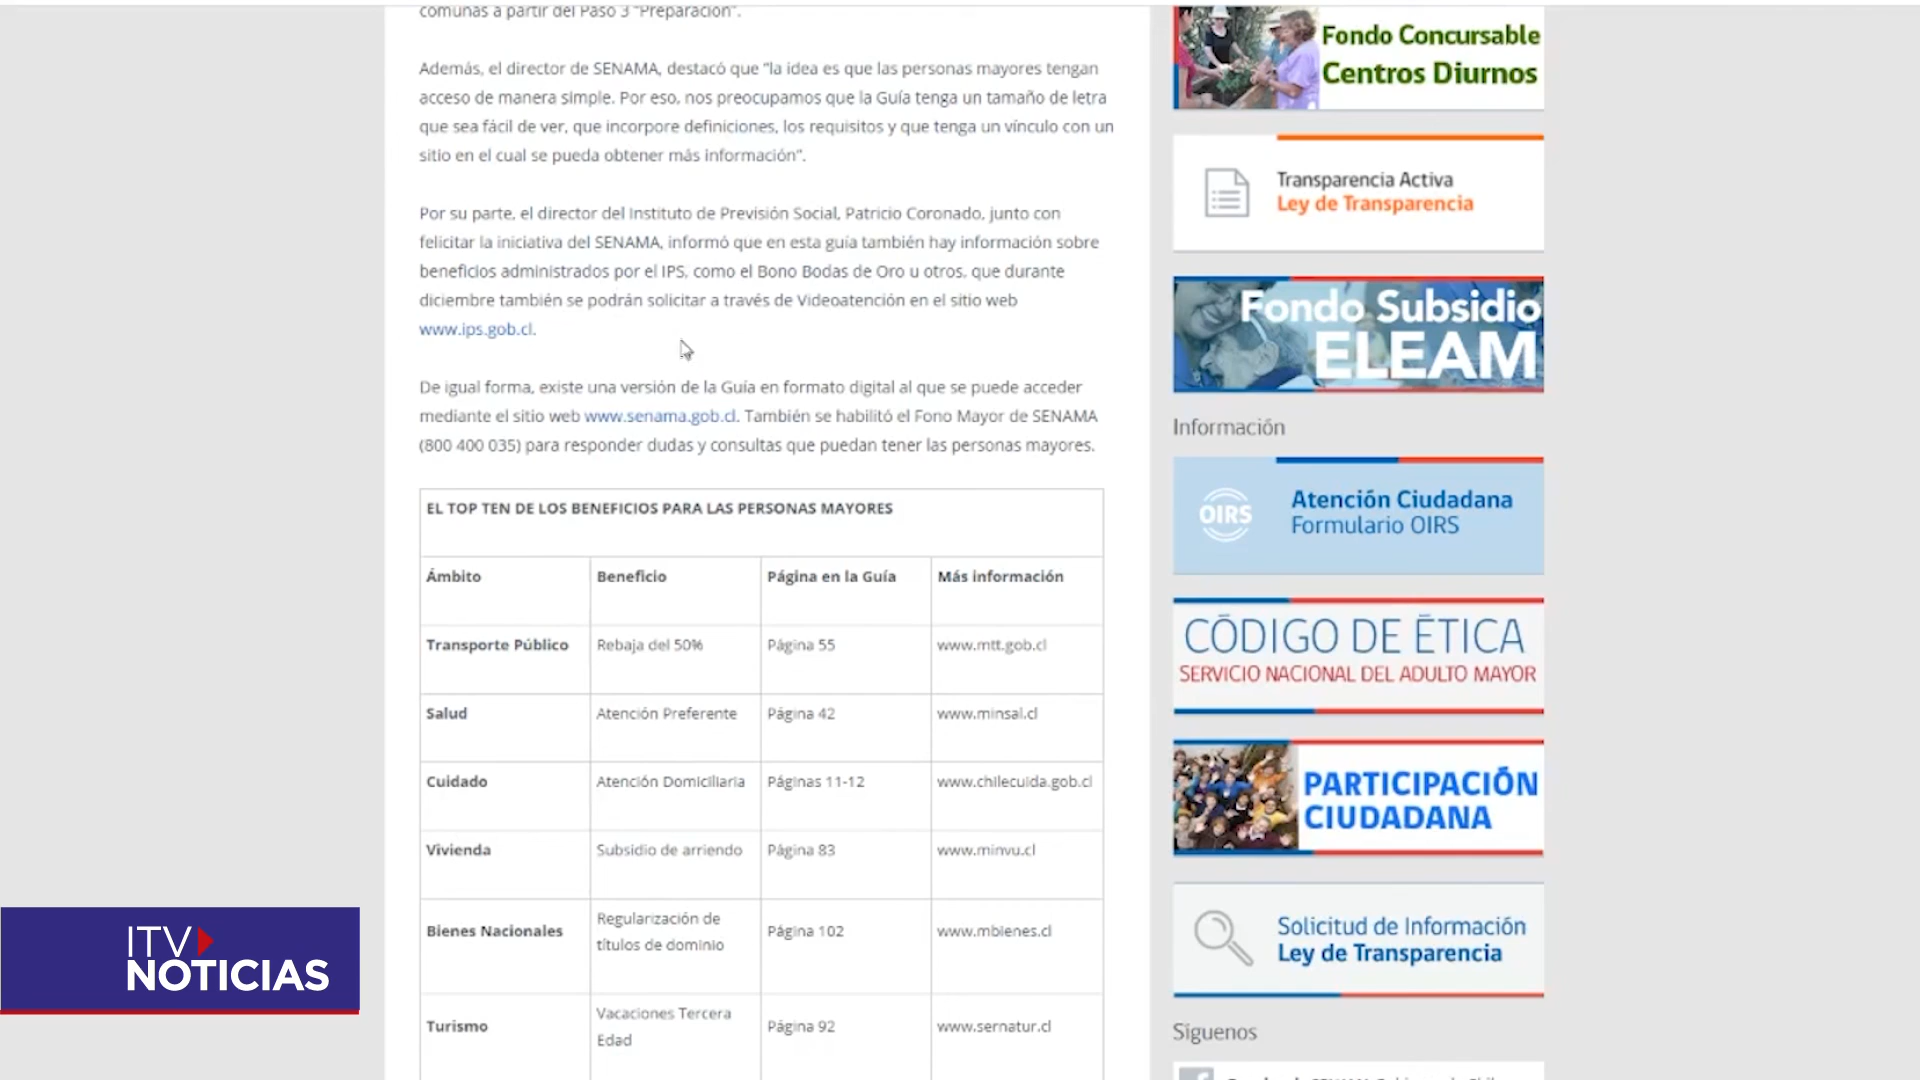 comunas a partir del Paso 3 "Preparación".
Además, el director de SENAMA, destacó que "la idea es que las personas mayores tengan
acceso de manera simple. Por eso, nos preocupamos que la Guía tenga un tamaño de letra
que sea fácil de ver, que incorpore definiciones, los requisitos y que tenga un vínculo con un
sitio en el cual se pueda obtener más información".
Por su parte, el director del Instituto de Previsión Social, Patricio Coronado, junto con
felicitar la iniciativa del SENAMA, informó que en esta guía también hay información sobre
beneficios administrados por el IPS, como el Bono Bodas de Oro u otros, que durante
diciembre también se podrán solicitar a través de Videoatención en el sitio web
www.ips.gob.cl.
De igual forma, existe una versión de la Guía en formato digital al que se puede acceder
mediante el sitio web www.senama.gob.cl. También se habilitó el Fono Mayor de SENAMA
(800 400 035) para responder dudas y consultas que puedan tener las personas mayores.
EL TOP TEN DE LOS BENEFICIOS PARA LAS PERSONAS MAYORES
Ámbito Beneficio Página en la Guía Más información
Transporte Público Rebaja del 50% Página 55 www.mtt.gob.cl
Salud Atención Preferente Página 42 www.minsal.cl
Cuidado Atención Domiciliaria Páginas 11-12 www.chilecuida.gob.cl
Vivienda Subsidio de arriendo Página 83 www.minvu.cl
Bienes Nacionales Regularización de títulos de dominio Página 102 www.mbienes.cl
Turismo Vacaciones Tercera Edad Página 92 www.sernatur.cl
Fondo Concursable
Centros Diurnos
Transparencia Activa
Ley de Transparencia
Fondo Subsidio
ELEAM
Información
OIRS
Atención Ciudadana
Formulario OIRS
CÓDIGO DE ÉTICA
SERVICIO NACIONAL DEL ADULTO MAYOR
PARTICIPACIÓN
CIUDADANA
Solicitud de Información
Ley de Transparencia
Síguenos
ITV
NOTICIAS